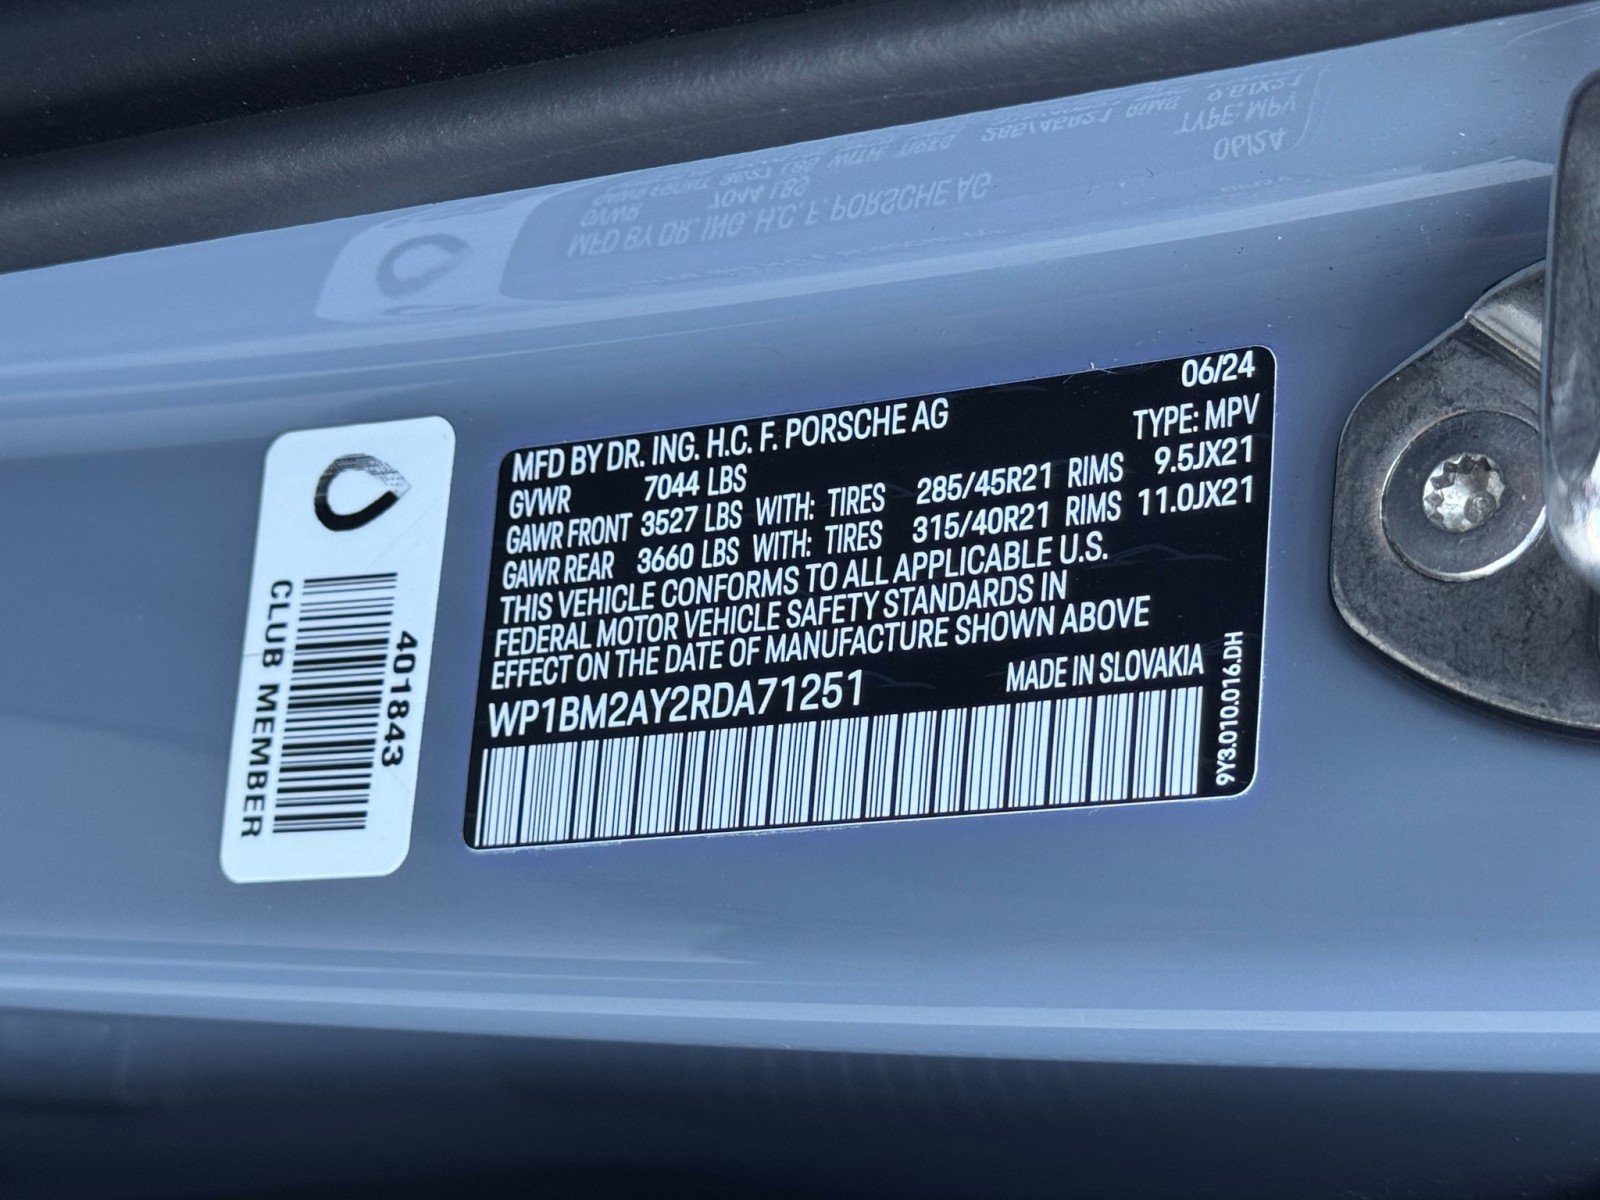 06/24
MFD BY DR. ING. H.C. F. PORSCHE AG
TYPE: MPV
GVWR 7044 LBS
GAWR FRONT 3527 LBS WITH: TIRES 285/45R21 RIMS 9.5JX21
GAWR REAR 3660 LBS WITH: TIRES 315/40R21 RIMS 11.0JX21
THIS VEHICLE CONFORMS TO ALL APPLICABLE U.S.
FEDERAL MOTOR VEHICLE SAFETY STANDARDS IN
EFFECT ON THE DATE OF MANUFACTURE SHOWN ABOVE
WP1BM2AY2RDA71251
MADE IN SLOVAKIA
9Y3.010.016.DH
401843
CLUB MEMBER